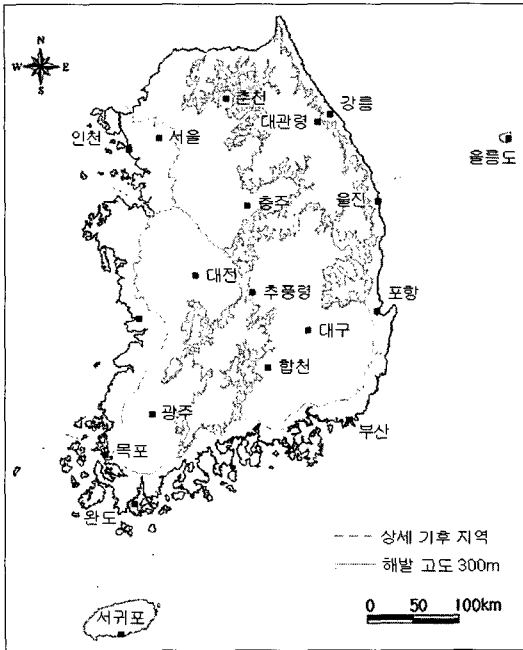 N
W E
S
춘천
강릉
대관령
인천
서울
울릉도
충주
울진
대전
추풍령
포항
대구
합천
광주
부산
목포
완도
상세 기후 지역
해발 고도 300m
0 50 100km
서귀포